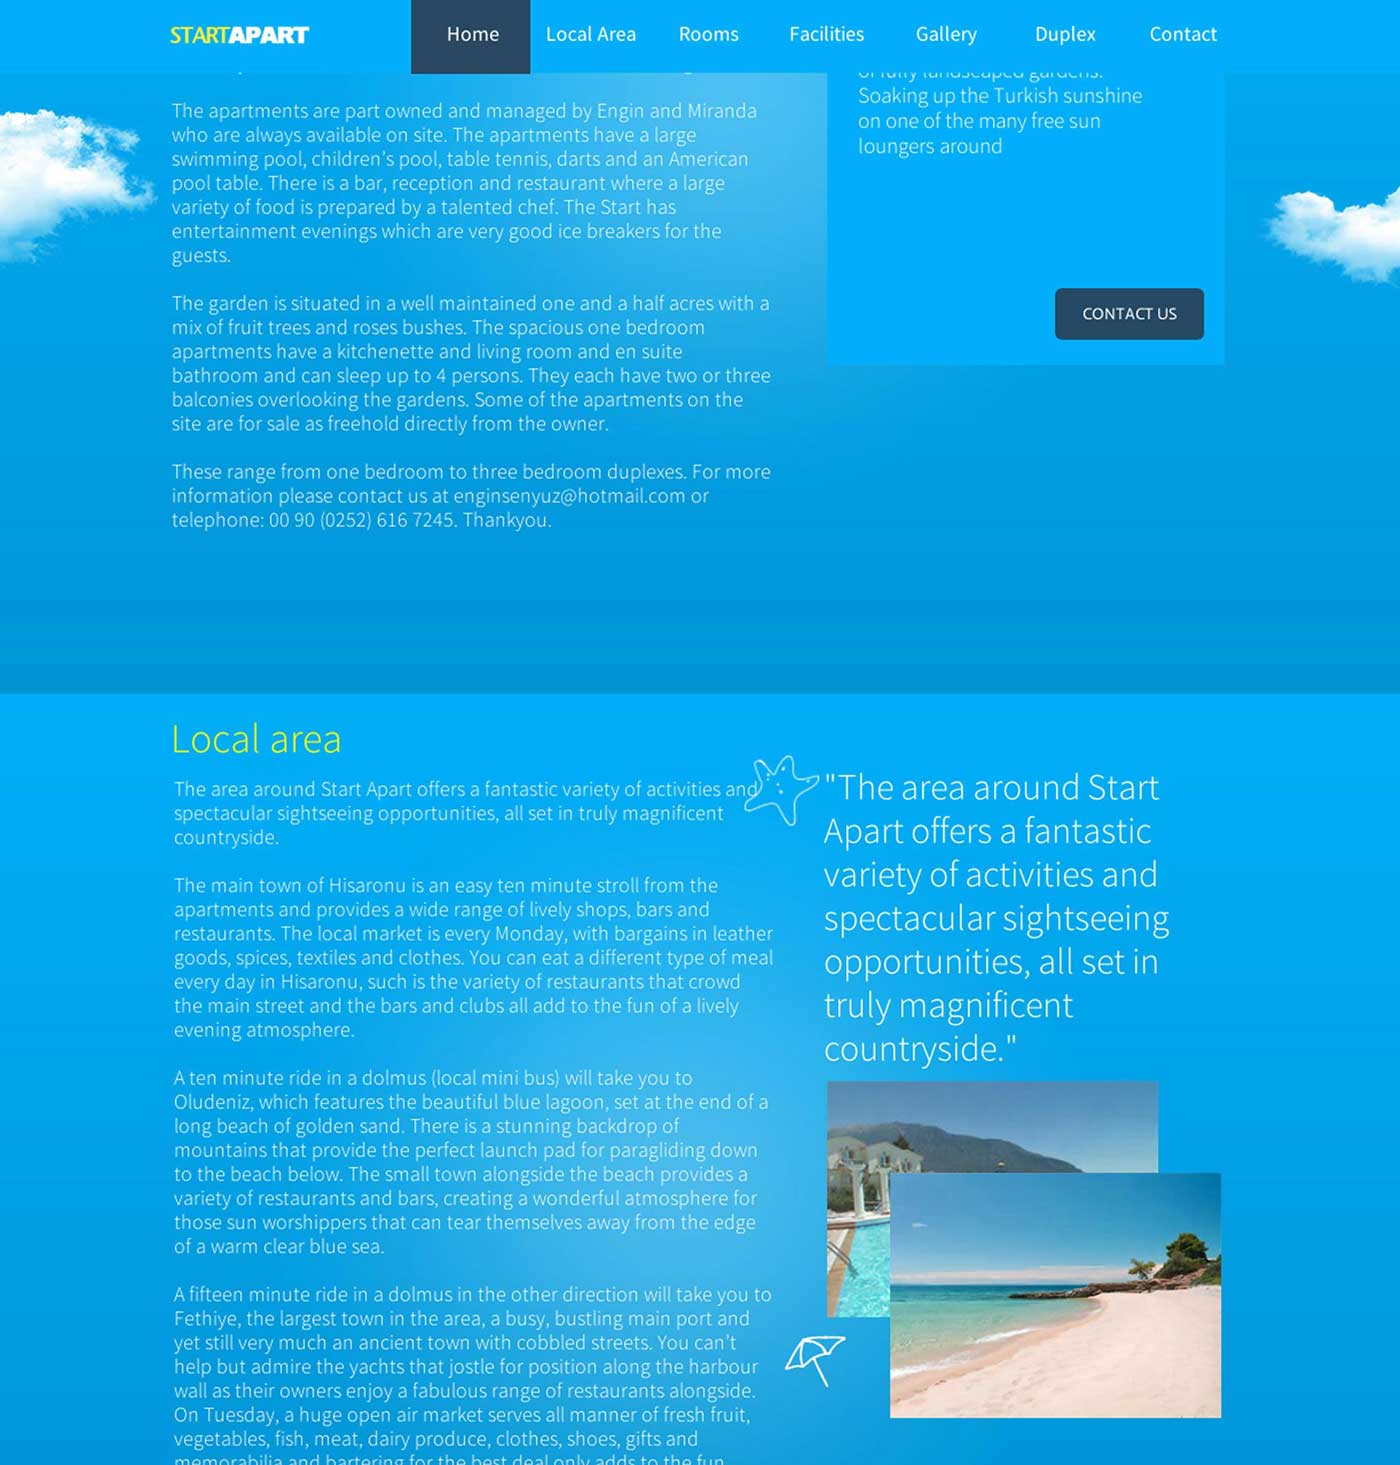 STARTAPART
Home Local Area Rooms Facilities Gallery Duplex Contact
The apartments are part owned and managed by Engin and Miranda
who are always available on site. The apartments have a large
swimming pool, children's pool, table tennis, darts and an American
pool table. There is a bar, reception and restaurant where a large
variety of food is prepared by a talented chef. The Start has
entertainment evenings which are very good ice breakers for the
guests.
The garden is situated in a well maintained one and a half acres with a
mix of fruit trees and roses bushes. The spacious one bedroom
apartments have a kitchenette and living room and en suite
bathroom and can sleep up to 4 persons. They each have two or three
balconies overlooking the gardens. Some of the apartments on the
site are for sale as freehold directly from the owner.
These range from one bedroom to three bedroom duplexes. For more
information please contact us at enginsenyuz@hotmail.com or
telephone: 00 90 (0252) 616 7245. Thankyou.
of fully landscaped gardens.
Soaking up the Turkish sunshine
on one of the many free sun
loungers around
CONTACT US
Local area
The area around Start Apart offers a fantastic variety of activities and
spectacular sightseeing opportunities, all set in truly magnificent
countryside.
The main town of Hisaronu is an easy ten minute stroll from the
apartments and provides a wide range of lively shops, bars and
restaurants. The local market is every Monday, with bargains in leather
goods, spices, textiles and clothes. You can eat a different type of meal
every day in Hisaronu, such is the variety of restaurants that crowd
the main street and the bars and clubs all add to the fun of a lively
evening atmosphere.
A ten minute ride in a dolmus (local mini bus) will take you to
Oludeniz, which features the beautiful blue lagoon, set at the end of a
long beach of golden sand. There is a stunning backdrop of
mountains that provide the perfect launch pad for paragliding down
to the beach below. The small town alongside the beach provides a
variety of restaurants and bars, creating a wonderful atmosphere for
those sun worshippers that can tear themselves away from the edge
of a warm clear blue sea.
A fifteen minute ride in a dolmus in the other direction will take you to
Fethiye, the largest town in the area, a busy, bustling main port and
yet still very much an ancient town with cobbled streets. You can't
help but admire the yachts that jostle for position along the harbour
wall as their owners enjoy a fabulous range of restaurants alongside.
On Tuesday, a huge open air market serves all manner of fresh fruit,
vegetables, fish, meat, dairy produce, clothes, shoes, gifts and
memorabilia and bartering for the best deal only adds to the fun
"The area around Start
Apart offers a fantastic
variety of activities and
spectacular sightseeing
opportunities, all set in
truly magnificent
countryside."